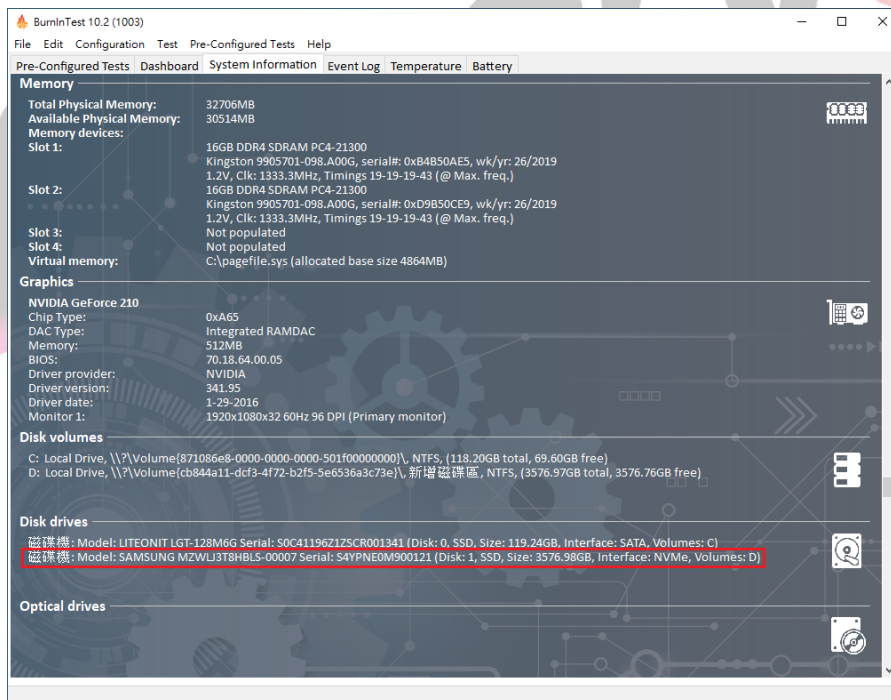 BurnInTest 10.2 (1003)
File Edit Configuration Test Pre-Configured Tests Help
Pre-Configured Tests Dashboard System Information Event Log Temperature Battery
Memory
Total Physical Memory: 32706MB
Available Physical Memory: 30514MB
Memory devices:
Slot 1: 16GB DDR4 SDRAM PC4-21300
Kingston 9905701-098.A00G, serial#: 0xB4B50AE5, wk/yr: 26/2019
1.2V, Clk: 1333.3MHz, Timings 19-19-19-43 (@ Max. freq.)
Slot 2: 16GB DDR4 SDRAM PC4-21300
Kingston 9905701-098.A00G, serial#: 0xD9B50CE9, wk/yr: 26/2019
1.2V, Clk: 1333.3MHz, Timings 19-19-19-43 (@ Max. freq.)
Slot 3: Not populated
Slot 4: Not populated
Virtual memory: C:\pagefile.sys (allocated base size 4864MB)
Graphics
NVIDIA GeForce 210
Chip Type: 0xA65
DAC Type: Integrated RAMDAC
Memory: 512MB
BIOS: 70.18.64.00.05
Driver provider: NVIDIA
Driver version: 341.95
Driver date: 1-29-2016
Monitor 1: 1920x1080x32 60Hz 96 DPI (Primary monitor)
Disk volumes
C: Local Drive, \\?\Volume{871086e8-0000-0000-0000-501f00000000}\, NTFS, (118.20GB total, 69.60GB free)
D: Local Drive, \\?\Volume{cb844a11-dcf3-4f72-b2f5-5e6536a3c73e}\, 新增磁碟區, NTFS, (3576.97GB total, 3576.76GB free)
Disk drives
磁碟機: Model: LITEONIT LGT-128M6G Serial: S0C41196Z1ZSCR001341 (Disk: 0, SSD, Size: 119.24GB, Interface: SATA, Volumes: C)
磁碟機: Model: SAMSUNG MZWLJ3T8HBLS-00007 Serial: S4YPNE0M900121 (Disk: 1, SSD, Size: 3576.98GB, Interface: NVMe, Volumes: D)
Optical drives